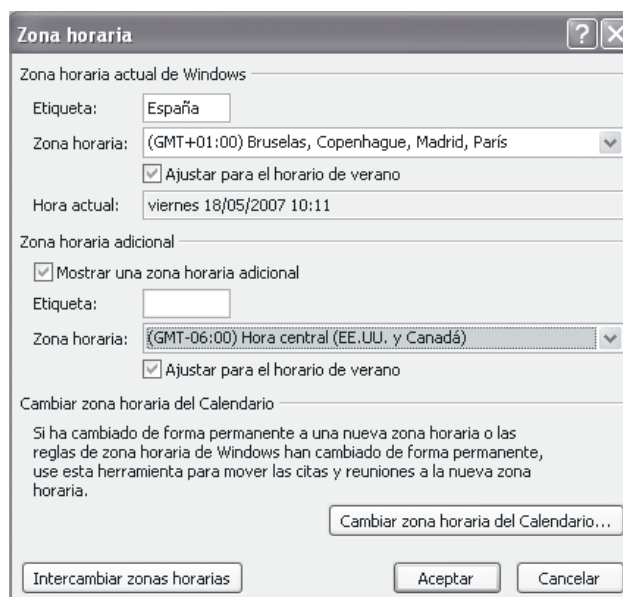 Zona horaria
Zona horaria actual de Windows
Etiqueta: España
Zona horaria: (GMT+01:00) Bruselas, Copenhague, Madrid, París
Ajustar para el horario de verano
Hora actual: viernes 18/05/2007 10:11
Zona horaria adicional
Mostrar una zona horaria adicional
Etiqueta:
Zona horaria: (GMT-06:00) Hora central (EE.UU. y Canadá)
Ajustar para el horario de verano
Cambiar zona horaria del Calendario
Si ha cambiado de forma permanente a una nueva zona horaria o las
reglas de zona horaria de Windows han cambiado de forma permanente,
use esta herramienta para mover las citas y reuniones a la nueva zona
horaria.
Cambiar zona horaria del Calendario...
Intercambiar zonas horarias Aceptar Cancelar